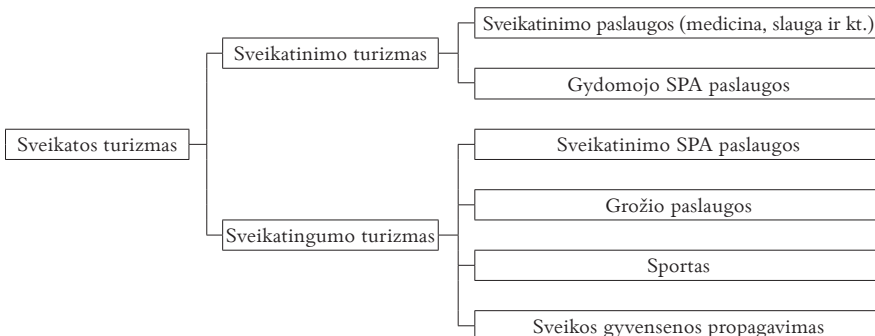 Sveikatos turizmas
Sveikatinimo turizmas
Sveikatinimo paslaugos (medicina, slauga ir kt.)
Gydomojo SPA paslaugos
Sveikatingumo turizmas
Sveikatinimo SPA paslaugos
Grožio paslaugos
Sportas
Sveikos gyvensenos propagavimas